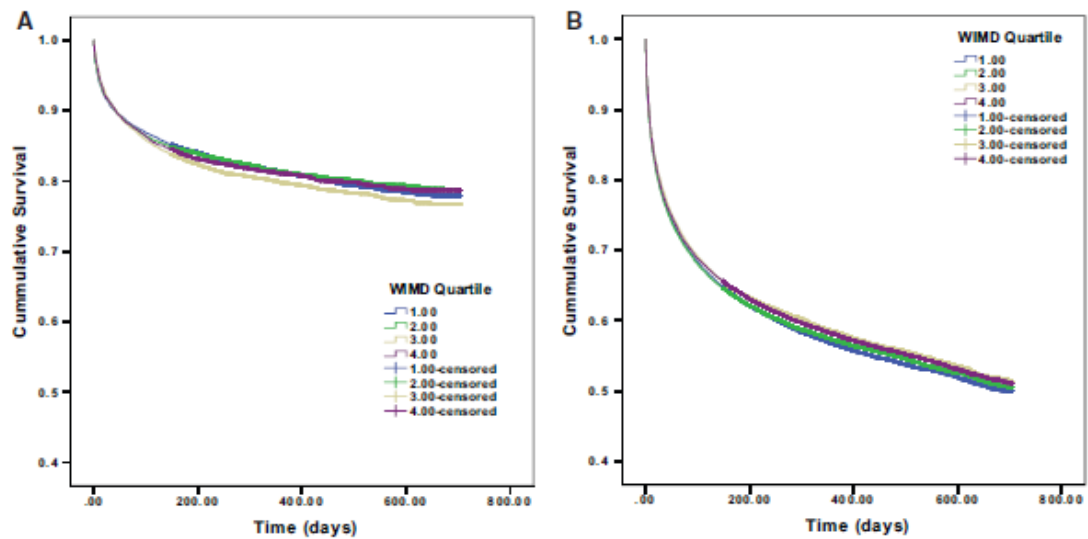 A
Cummulative Survival
1.0
0.9
0.8
0.7
0.6
0.5
0.4
WIMD Quartile
1.00
2.00
3.00
4.00
1.00-censored
2.00-censored
3.00-censored
4.00-censored
.00
200.00
400.00
600.00
800.00
Time (days)
B
Cummulative Survival
1.0
0.9
0.8
0.7
0.6
0.5
0.4
WIMD Quartile
1.00
2.00
3.00
4.00
1.00-censored
2.00-censored
3.00-censored
4.00-censored
.00
200.00
400.00
600.00
800.00
Time (days)